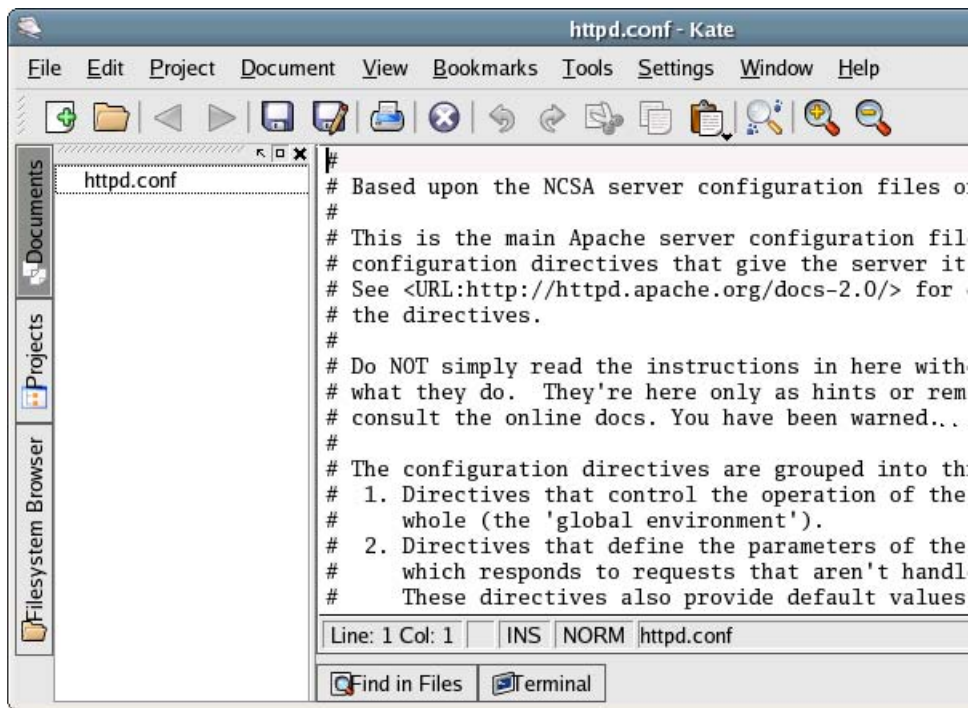 httpd.conf - Kate
File Edit Project Document View Bookmarks Tools Settings Window Help
Documents
Projects
Filesystem Browser
httpd.conf
#
# Based upon the NCSA server configuration files
#
# This is the main Apache server configuration
# configuration directives that give the server
# See <URL:http://httpd.apache.org/docs-2.0/> for
# the directives.
#
# Do NOT simply read the instructions in here
# what they do.  They're here only as hints or
# consult the online docs. You have been warned...
#
# The configuration directives are grouped into
#  1. Directives that control the operation of the
#     whole (the 'global environment').
#  2. Directives that define the parameters of the
#     which responds to requests that aren't
#     These directives also provide default values
Line: 1 Col: 1 INS NORM httpd.conf
Find in Files Terminal